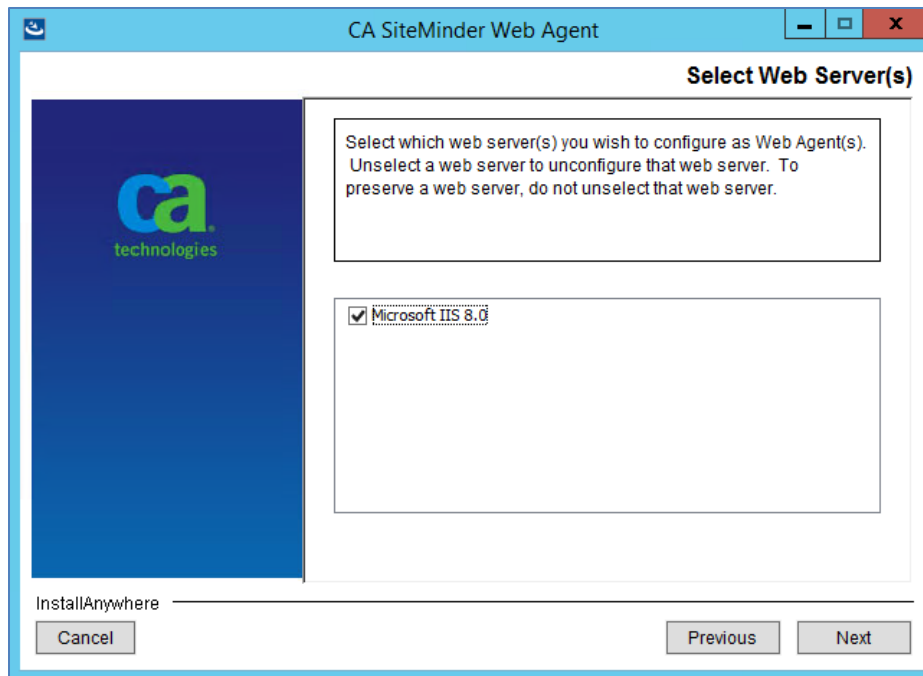 CA SiteMinder Web Agent
Select Web Server(s)
ca
technologies
Select which web server(s) you wish to configure as Web Agent(s).
Unselect a web server to unconfigure that web server. To
preserve a web server, do not unselect that web server.
Microsoft IIS 8.0
InstallAnywhere
Cancel
Previous
Next